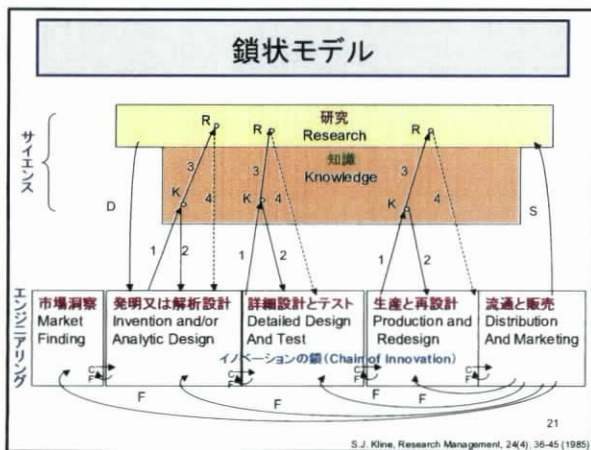 鎖状モデル
サイエンス
研究
Research
知識
Knowledge
R
R
R
3
3
3
4
4
4
K
K
K
D
S
1
2
1
2
1
2
エンジニアリング
市場洞察
Market
Finding
発明又は解析設計
Invention and/or
Analytic Design
詳細設計とテスト
Detailed Design
And Test
生産と再設計
Production and
Redesign
流通と販売
Distribution
And Marketing
イノベーションの鎖(Chain of Innovation)
C
F
C
F
C
F
C
F
F
F
F
F
21
S.J. Kline, Research Management, 24(4), 36-45 (1985)